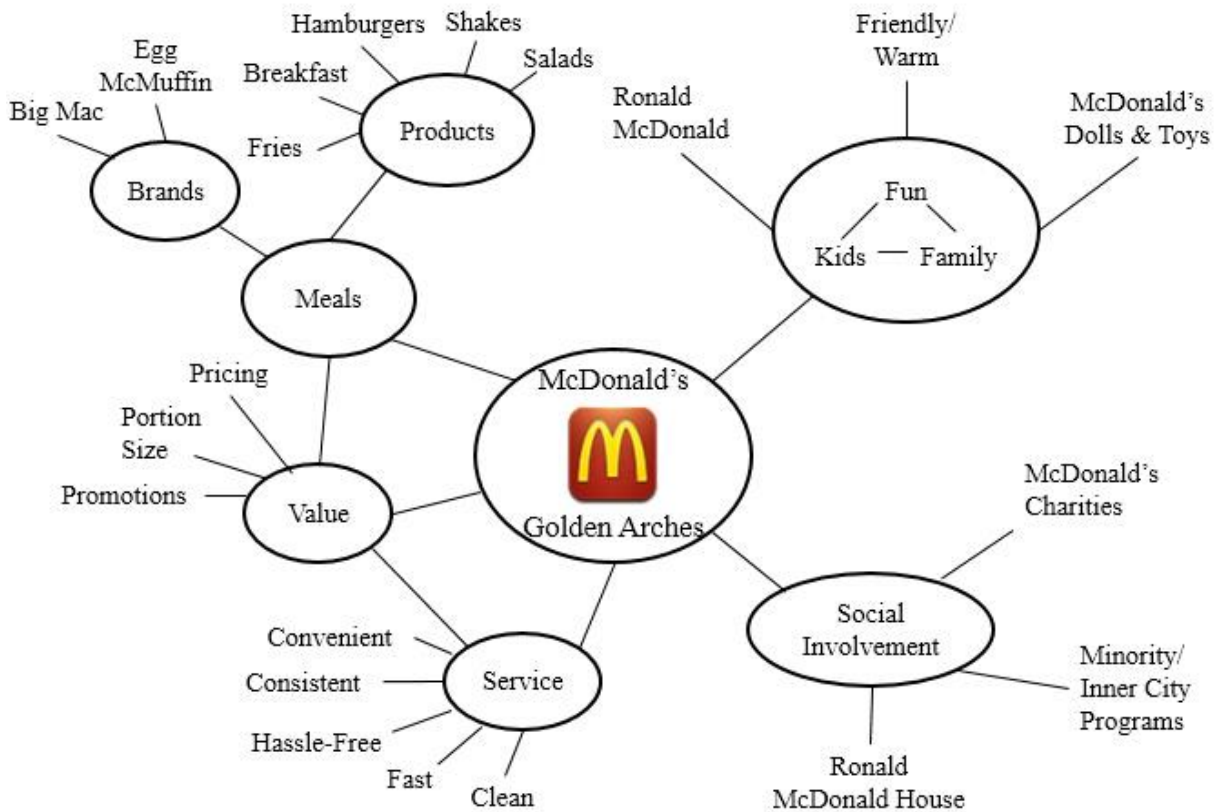 Hamburgers
Shakes
Salads
Breakfast
Fries
Products
Egg
McMuffin
Big Mac
Brands
Meals
Friendly/
Warm
Ronald
McDonald
McDonald's
Dolls & Toys
Fun
Kids
Family
McDonald's
Golden Arches
Pricing
Portion
Size
Promotions
Value
Convenient
Consistent
Hassle-Free
Fast
Clean
Service
McDonald's
Charities
Social
Involvement
Minority/
Inner City
Programs
Ronald
McDonald House